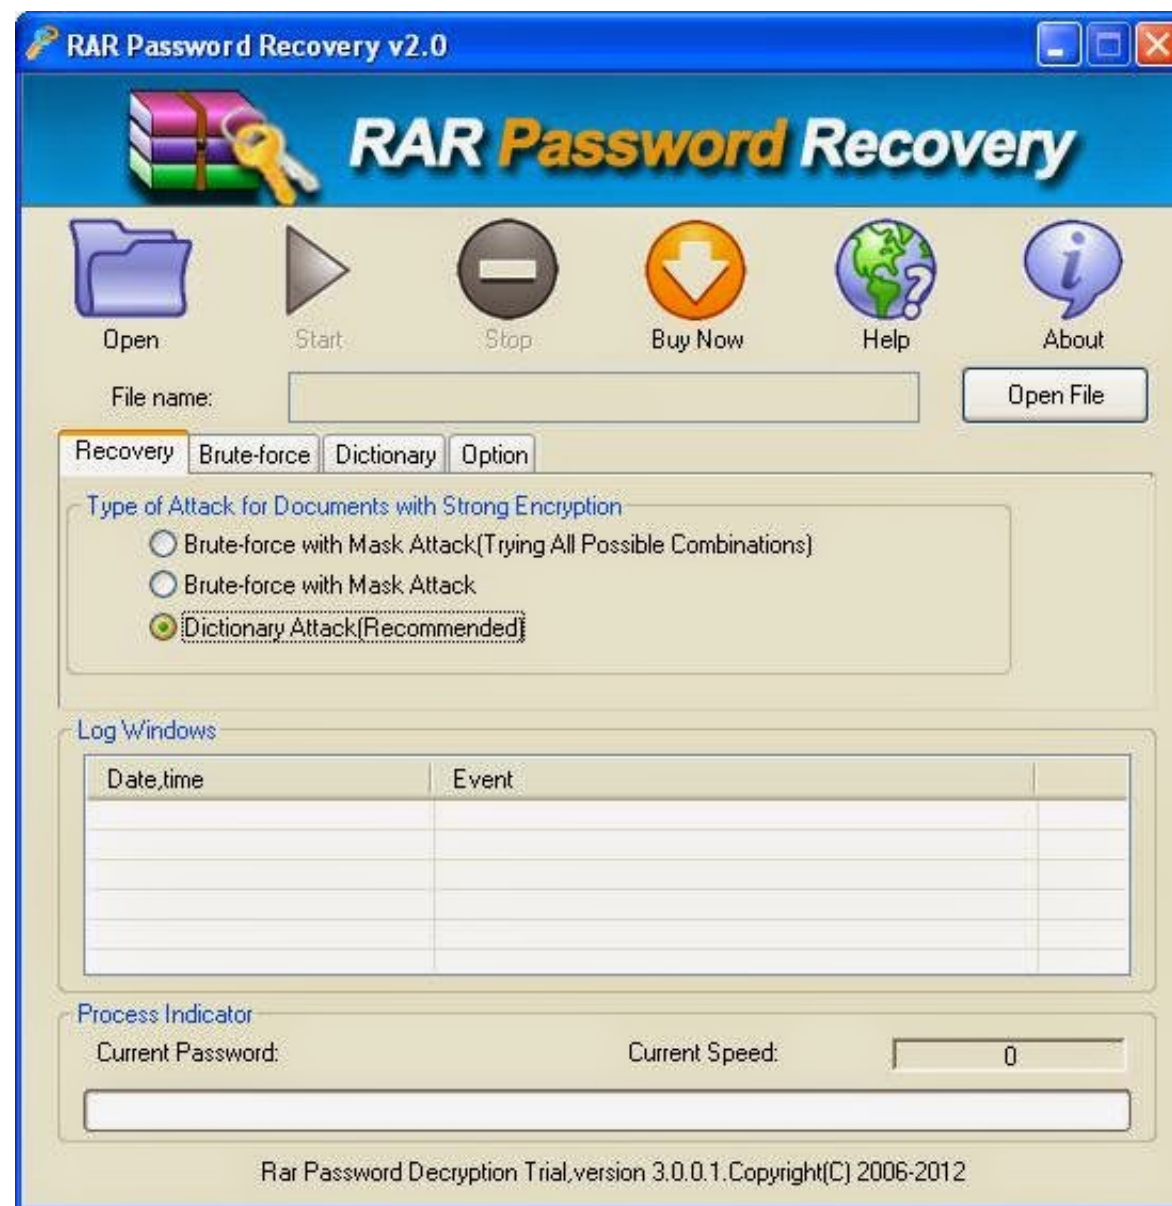 RAR Password Recovery v2.0
RAR Password Recovery
Open Start Stop Buy Now Help About
File name: Open File
Recovery Brute-force Dictionary Option
Type of Attack for Documents with Strong Encryption
Brute-force with Mask Attack(Trying All Possible Combinations)
Brute-force with Mask Attack
Dictionary Attack(Recommended)
Log Windows
Date,time Event
Process Indicator
Current Password: Current Speed: 0
Rar Password Decryption Trial,version 3.0.0.1.Copyright(C) 2006-2012